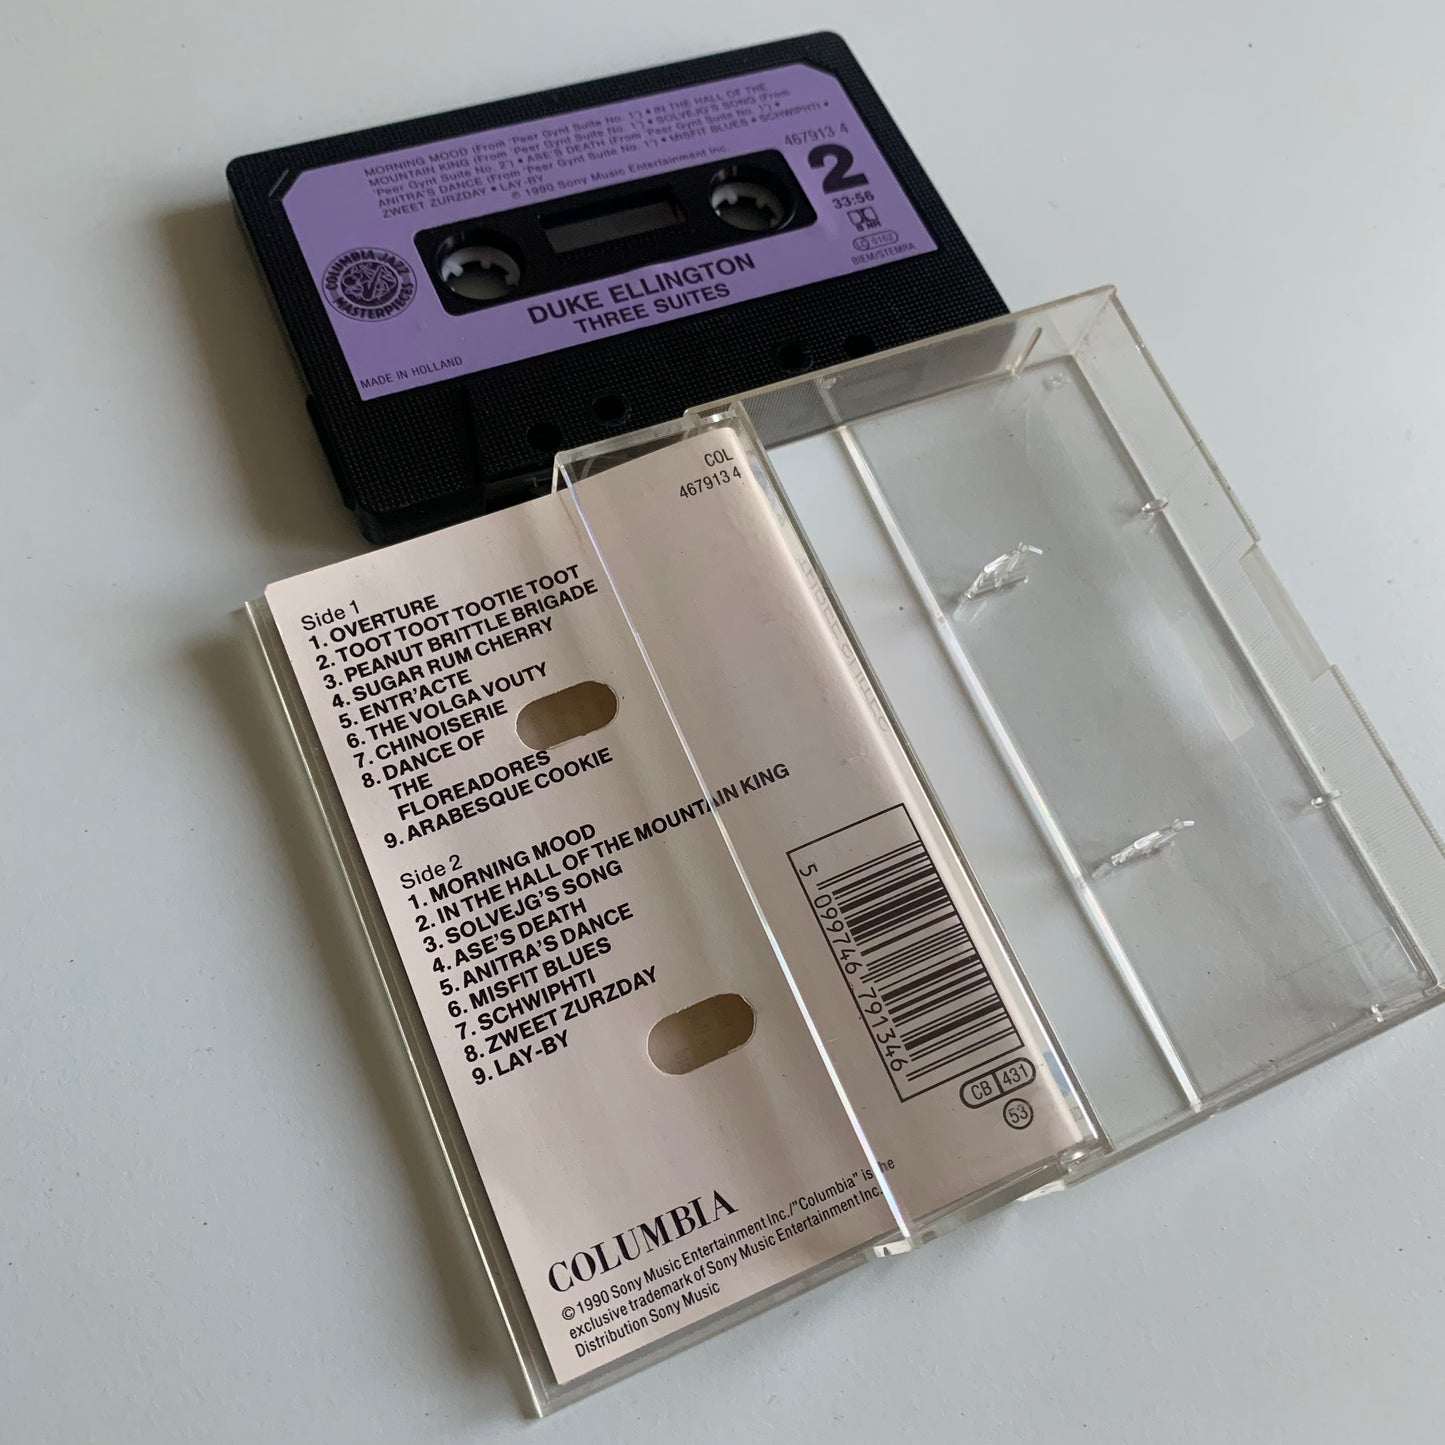 MORNING MOOD (From 'Peer Gynt Suite No. 1') • IN THE HALL OF THE
MOUNTAIN KING (From 'Peer Gynt Suite No. 1') • SOLVEJG'S SONG (From
'Peer Gynt Suite No. 2') • ASE'S DEATH (From 'Peer Gynt Suite No. 1') •
ANITRA'S DANCE (From 'Peer Gynt Suite No. 1') • MISFIT BLUES • SCHWIPHTI •
ZWEET ZURZDAY • LAY-BY
℗ 1990 Sony Music Entertainment Inc.
467913 4
2
33:56
B NR
LC 0162
BIEM/STEMRA
COLUMBIA JAZZ
MASTERPIECES
DUKE ELLINGTON
THREE SUITES
MADE IN HOLLAND
COL
467913 4
Side 1
1. OVERTURE
2. TOOT TOOT TOOTIE TOOT
3. PEANUT BRITTLE BRIGADE
4. SUGAR RUM CHERRY
5. ENTR'ACTE
6. THE VOLGA VOUTY
7. CHINOISERIE
8. DANCE OF
THE
FLOREADORES
9. ARABESQUE COOKIE
Side 2
1. MORNING MOOD
2. IN THE HALL OF THE MOUNTAIN KING
3. SOLVEJG'S SONG
4. ASE'S DEATH
5. ANITRA'S DANCE
6. MISFIT BLUES
7. SCHWIPHTI
8. ZWEET ZURZDAY
9. LAY-BY
5 099746 791346
CB 431
53
COLUMBIA
© 1990 Sony Music Entertainment Inc./"Columbia" is the
exclusive trademark of Sony Music Entertainment Inc.
Distribution Sony Music